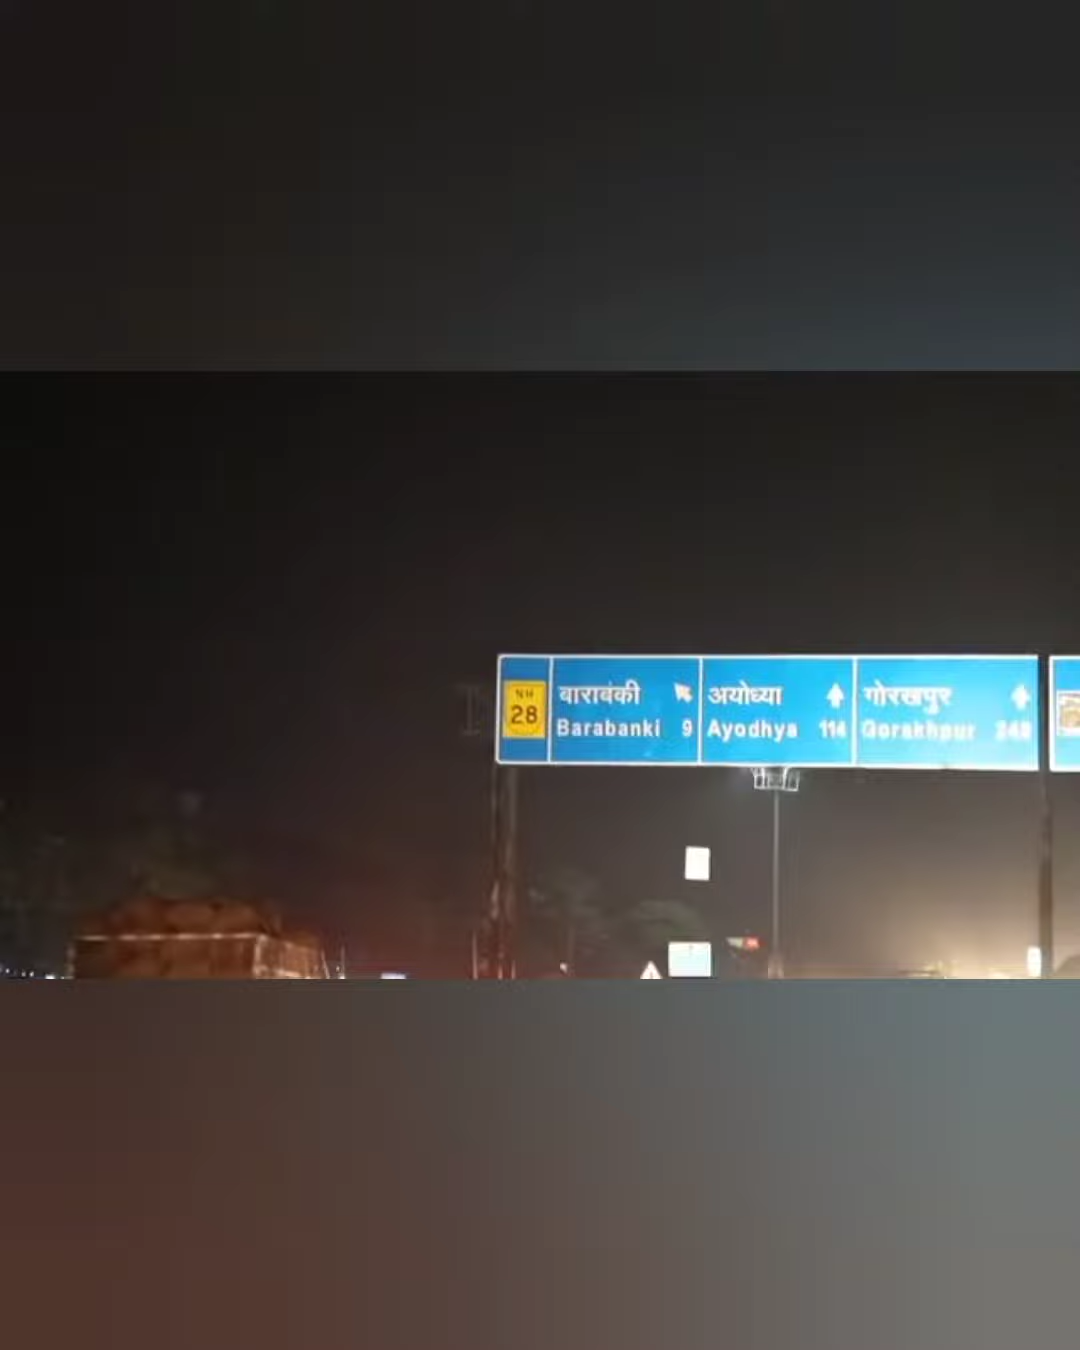 NH
28
बाराबंकी
Barabanki 9
अयोध्या
Ayodhya 114
गोरखपुर
Gorakhpur